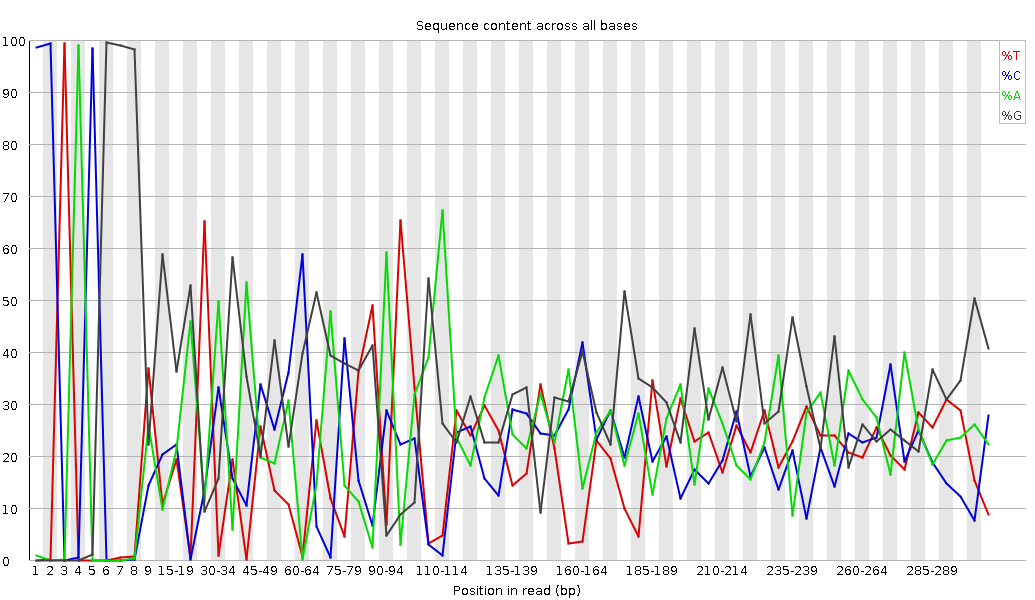 Sequence content across all bases
100
90
80
70
60
50
40
30
20
10
0
%T
%C
%A
%G
1 2 3 4 5 6 7 8 9 15-19 30-34 45-49 60-64 75-79 90-94 110-114 135-139 160-164 185-189 210-214 235-239 260-264 285-289
Position in read (bp)